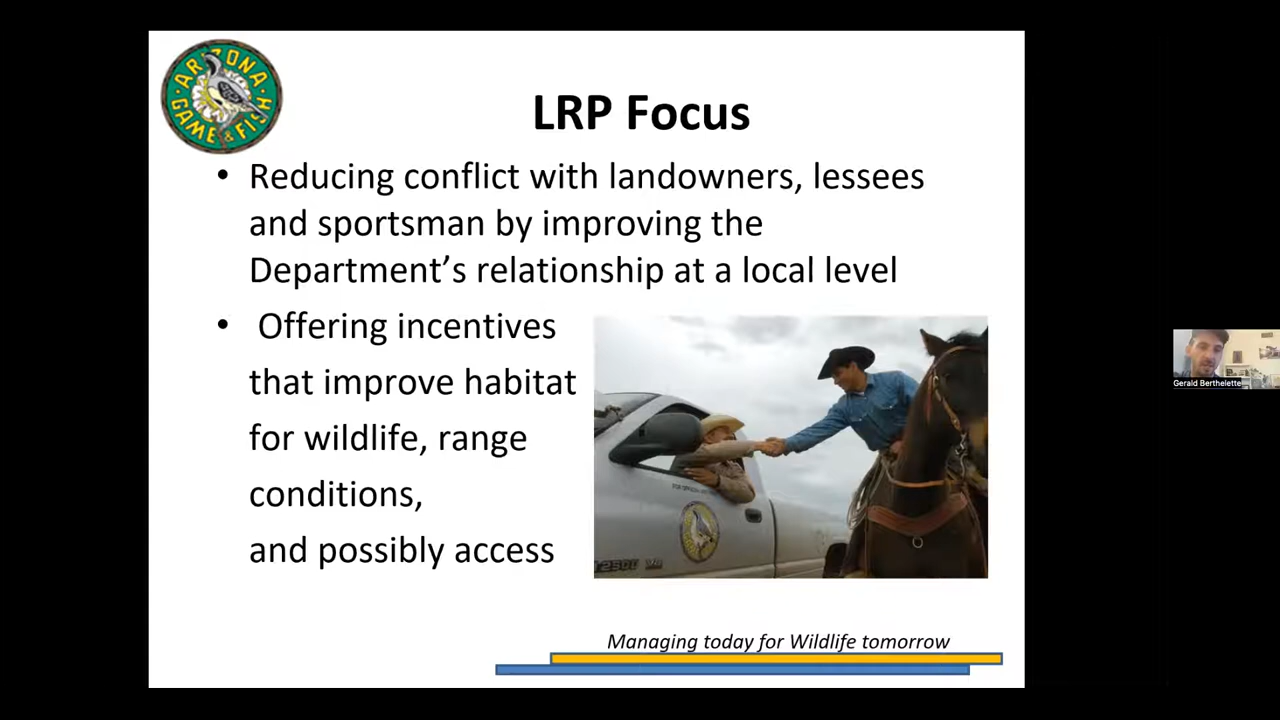 ARIZONA
GAME & FISH
LRP Focus
• Reducing conflict with landowners, lessees
and sportsman by improving the
Department’s relationship at a local level
• Offering incentives
that improve habitat
for wildlife, range
conditions,
and possibly access
2500
Managing today for Wildlife tomorrow
Gerald Berthelette